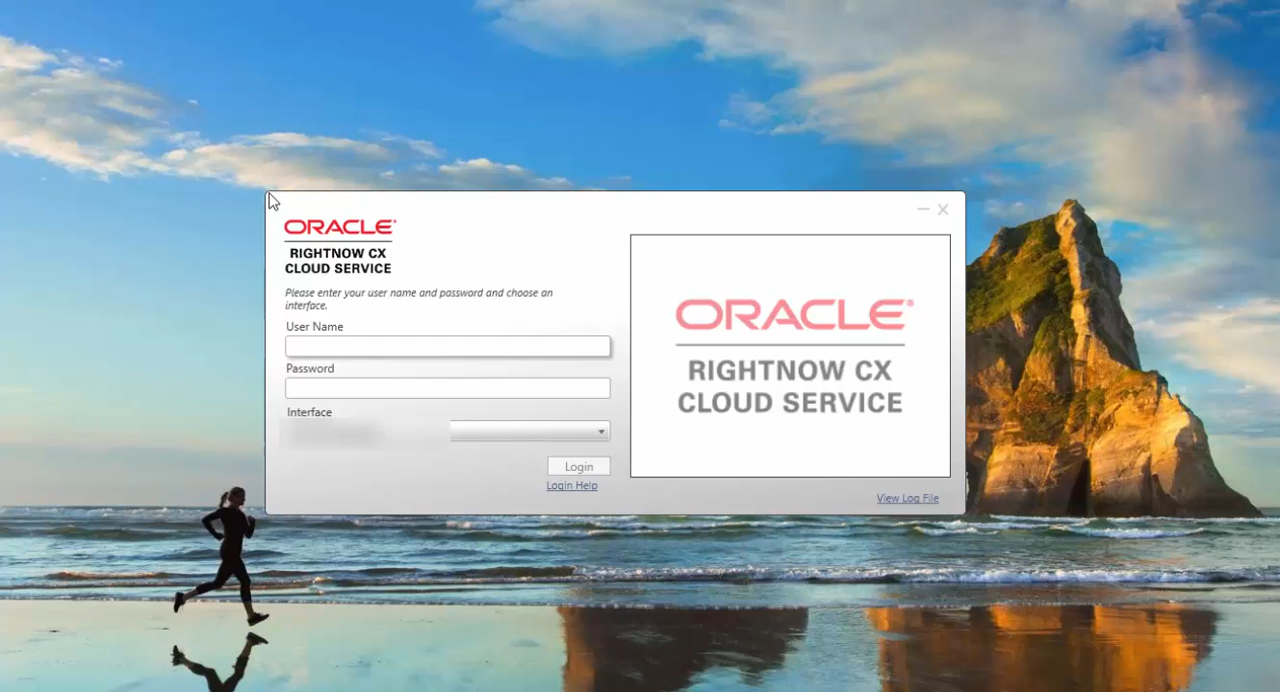 ORACLE®
RIGHTNOW CX
CLOUD SERVICE
Please enter your user name and password and choose an
interface.
User Name
Password
Interface
Login
Login Help
ORACLE®
RIGHTNOW CX
CLOUD SERVICE
View Log File